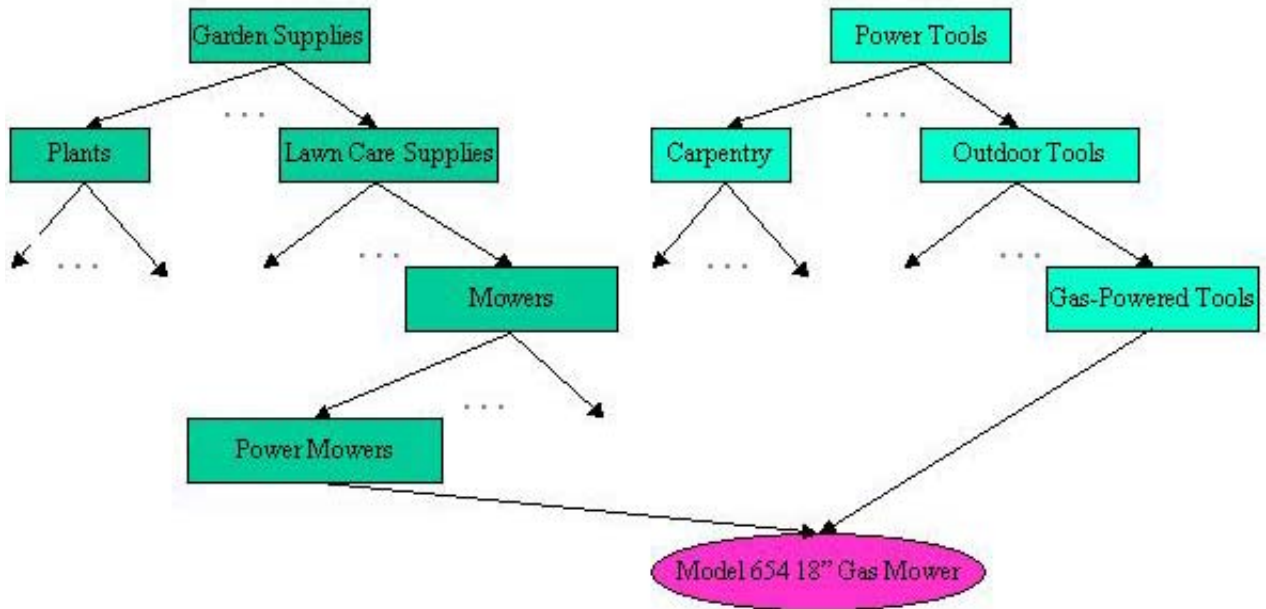 Garden Supplies
Power Tools
. . .
. . .
Plants
Lawn Care Supplies
Carpentry
Outdoor Tools
. . .
. . .
. . .
. . .
Mowers
Gas-Powered Tools
. . .
Power Mowers
Model 654 18” Gas Mower